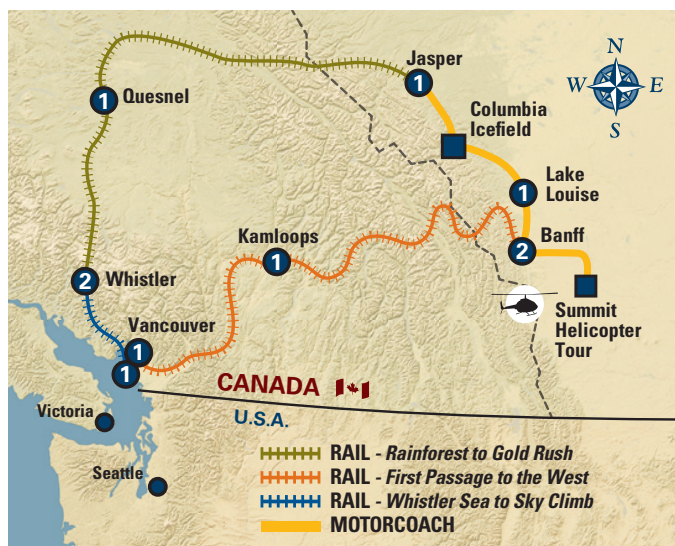 N
W E
S
Jasper
1
Quesnel
1
Columbia
Icefield
Lake
Louise
1
Kamloops
1
Banff
2
Whistler
2
Summit
Helicopter
Tour
Vancouver
1
1
CANADA
U.S.A.
Victoria
Seattle
RAIL - Rainforest to Gold Rush
RAIL - First Passage to the West
RAIL - Whistler Sea to Sky Climb
MOTORCOACH